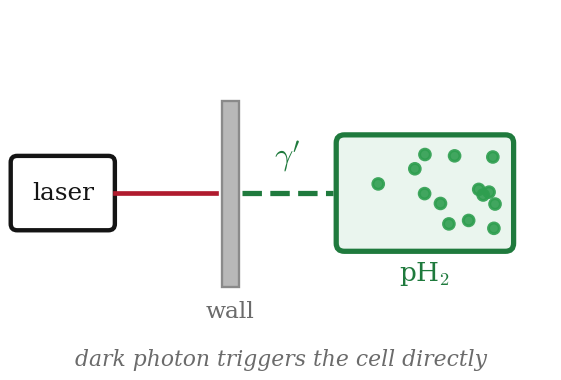 laser
γ′
pH₂
wall
dark photon triggers the cell directly